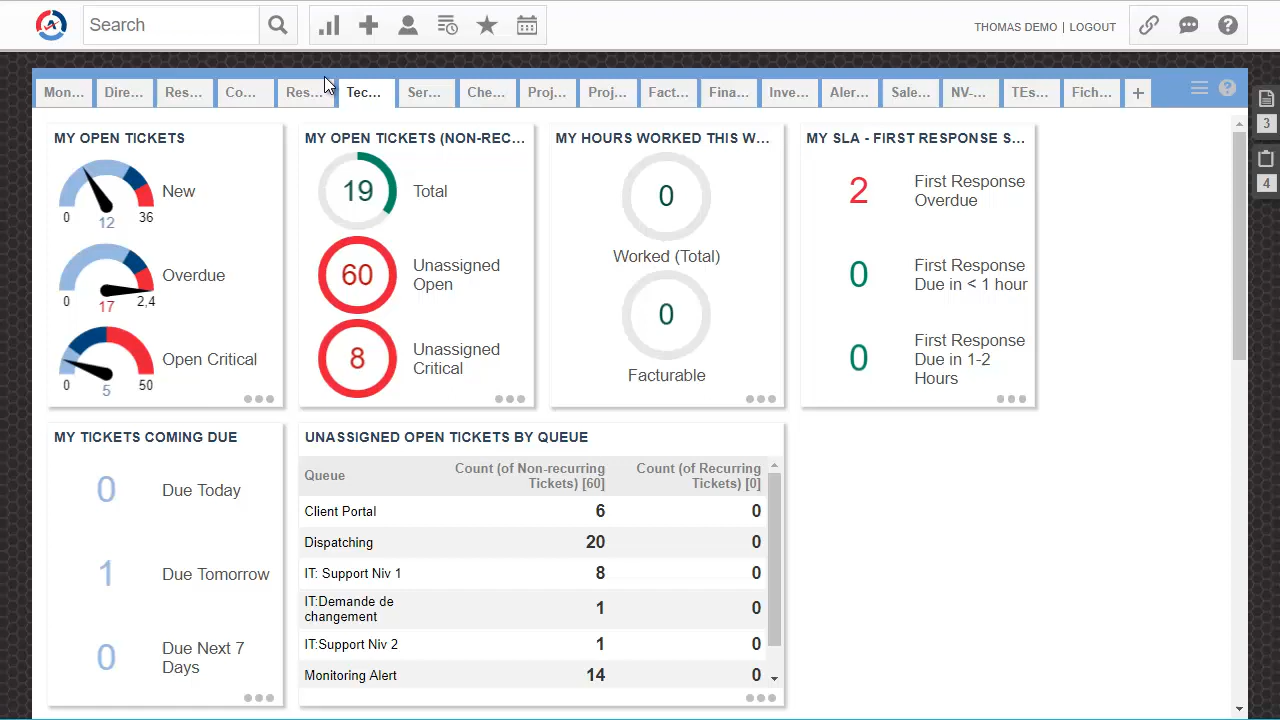 Search
THOMAS DEMO | LOGOUT
Mon... Dire... Res... Co... Res... Tec... Ser... Che... Proj... Proj... Fact... Fina... Inve... Aler... Sale... NV-... TEs... Fich... +
3
4
MY OPEN TICKETS
0 12 36 New
0 17 2,4 Overdue
0 5 50 Open Critical
MY OPEN TICKETS (NON-REC...
19 Total
60 Unassigned
Open
8 Unassigned
Critical
MY HOURS WORKED THIS W...
0
Worked (Total)
0
Facturable
MY SLA - FIRST RESPONSE S...
2 First Response
Overdue
0 First Response
Due in < 1 hour
0 First Response
Due in 1-2
Hours
MY TICKETS COMING DUE
0 Due Today
1 Due Tomorrow
0 Due Next 7
Days
UNASSIGNED OPEN TICKETS BY QUEUE
Queue Count (of Non-recurring
Tickets) [60] Count (of Recurring
Tickets) [0]
Client Portal 6 0
Dispatching 20 0
IT: Support Niv 1 8 0
IT:Demande de
changement 1 0
IT:Support Niv 2 1 0
Monitoring Alert 14 0